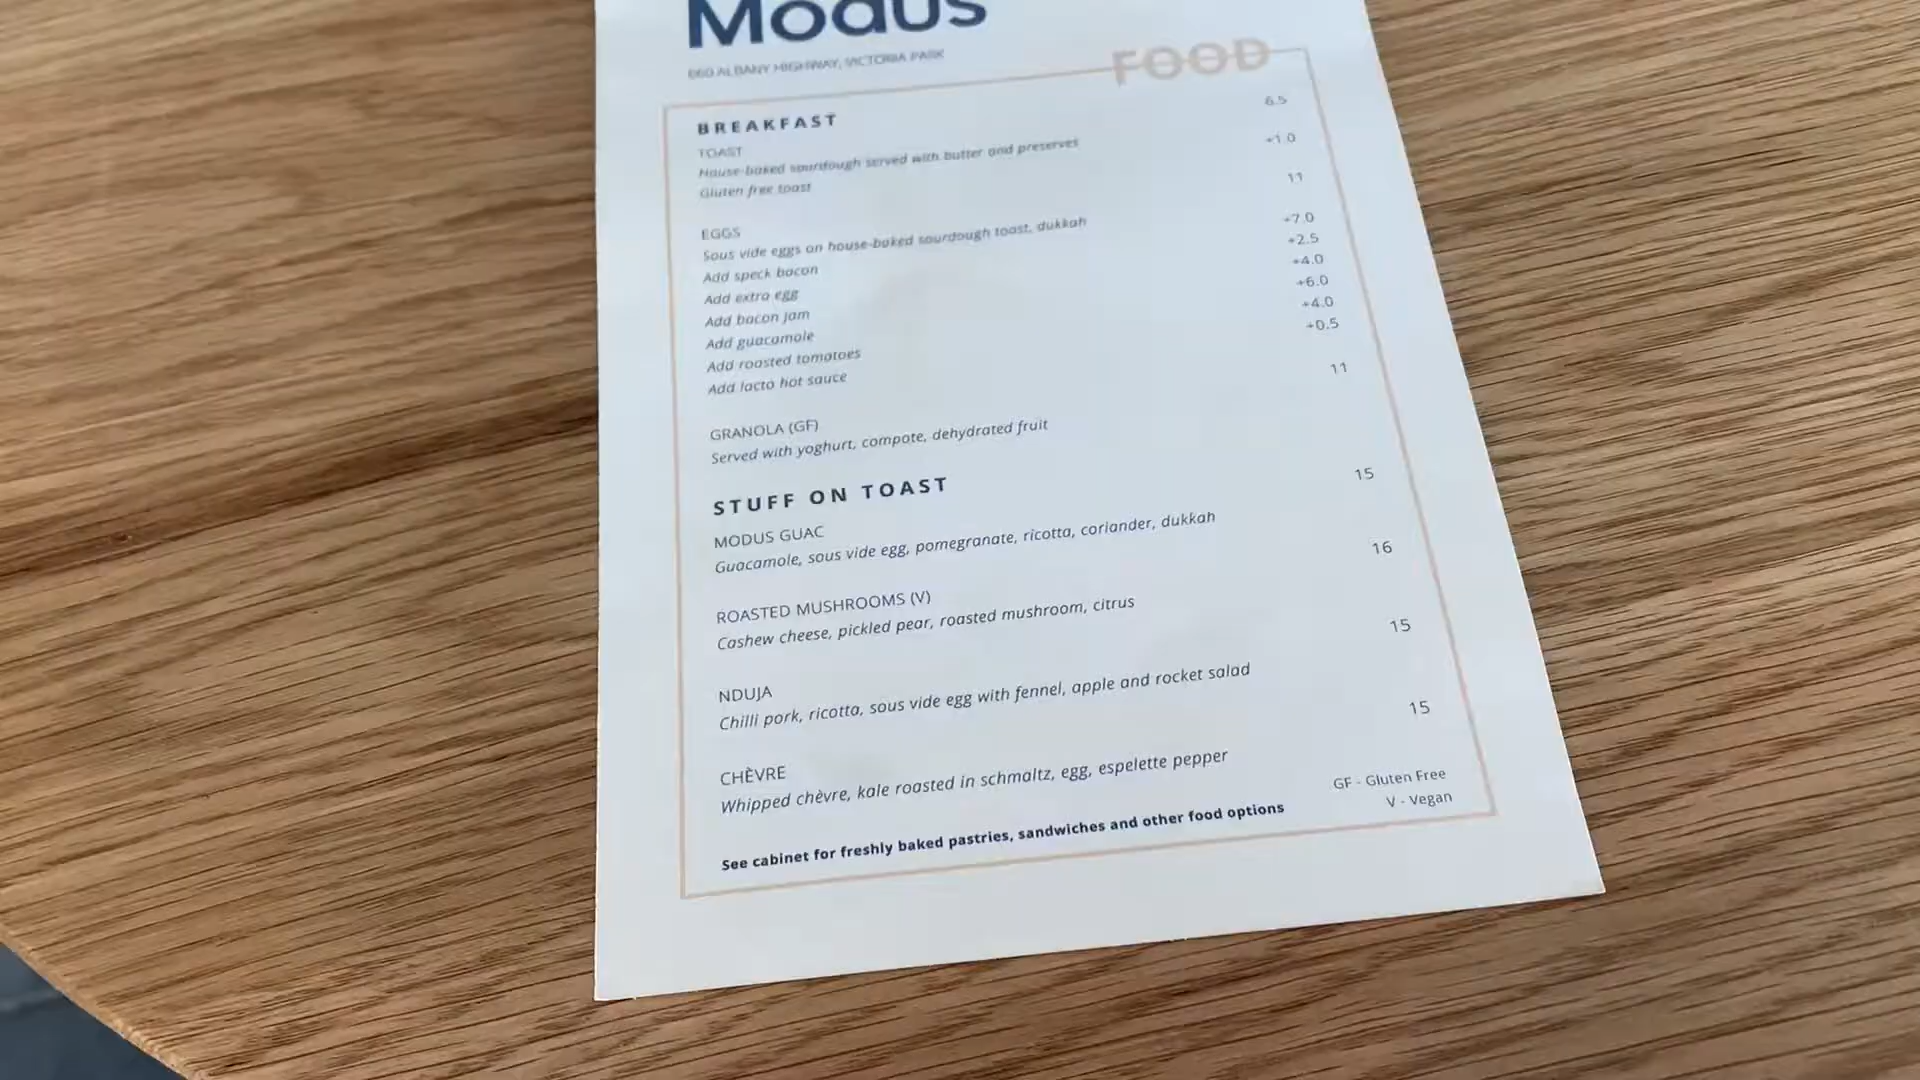 Modus
660 ALBANY HIGHWAY, VICTORIA PARK
FOOD
BREAKFAST
TOAST 6.5
House-baked sourdough served with butter and preserves
Gluten free toast +1.0
EGGS 11
Sous vide eggs on house-baked sourdough toast, dukkah
Add speck bacon +7.0
Add extra egg +2.5
Add bacon jam +4.0
Add guacamole +6.0
Add roasted tomatoes +4.0
Add lacto hot sauce +0.5
GRANOLA (GF) 11
Served with yoghurt, compote, dehydrated fruit
STUFF ON TOAST
MODUS GUAC 15
Guacamole, sous vide egg, pomegranate, ricotta, coriander, dukkah
ROASTED MUSHROOMS (V) 16
Cashew cheese, pickled pear, roasted mushroom, citrus
NDUJA 15
Chilli pork, ricotta, sous vide egg with fennel, apple and rocket salad
CHÈVRE 15
Whipped chèvre, kale roasted in schmaltz, egg, espelette pepper
GF - Gluten Free
V - Vegan
See cabinet for freshly baked pastries, sandwiches and other food options